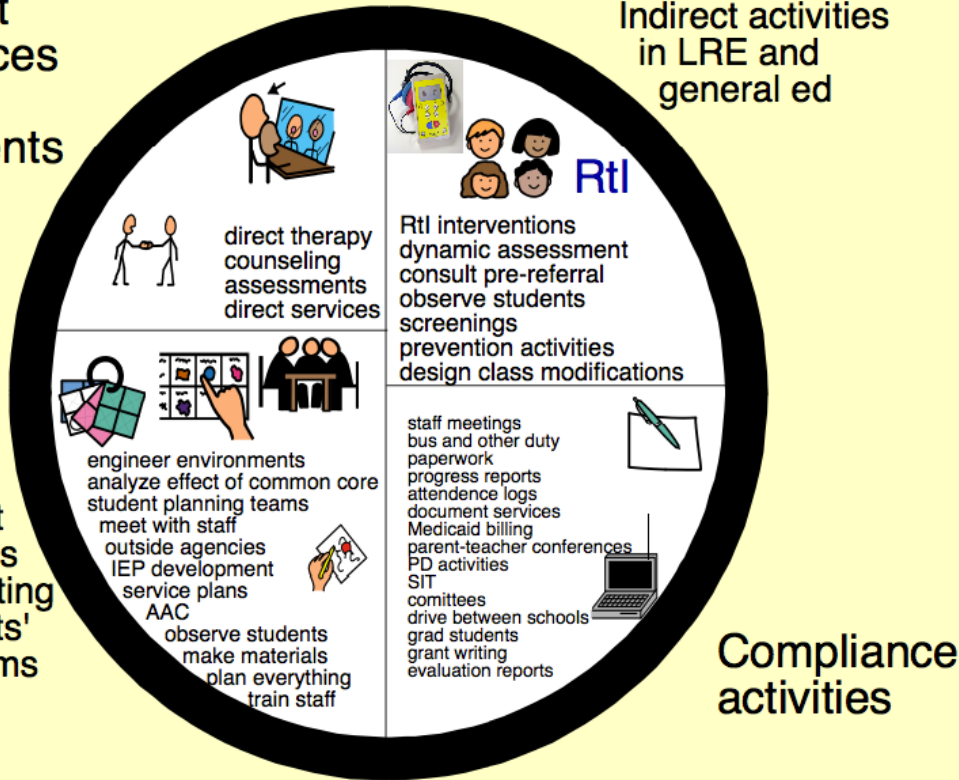 Indirect activities
in LRE and
general ed
direct therapy
counseling
assessments
direct services
RtI
RtI interventions
dynamic assessment
consult pre-referral
observe students
screenings
prevention activities
design class modifications
engineer environments
analyze effect of common core
student planning teams
meet with staff
outside agencies
IEP development
service plans
AAC
observe students
make materials
plan everything
train staff
staff meetings
bus and other duty
paperwork
progress reports
attendence logs
document services
Medicaid billing
parent-teacher conferences
PD activities
SIT
comittees
drive between schools
grad students
grant writing
evaluation reports
Compliance
activities